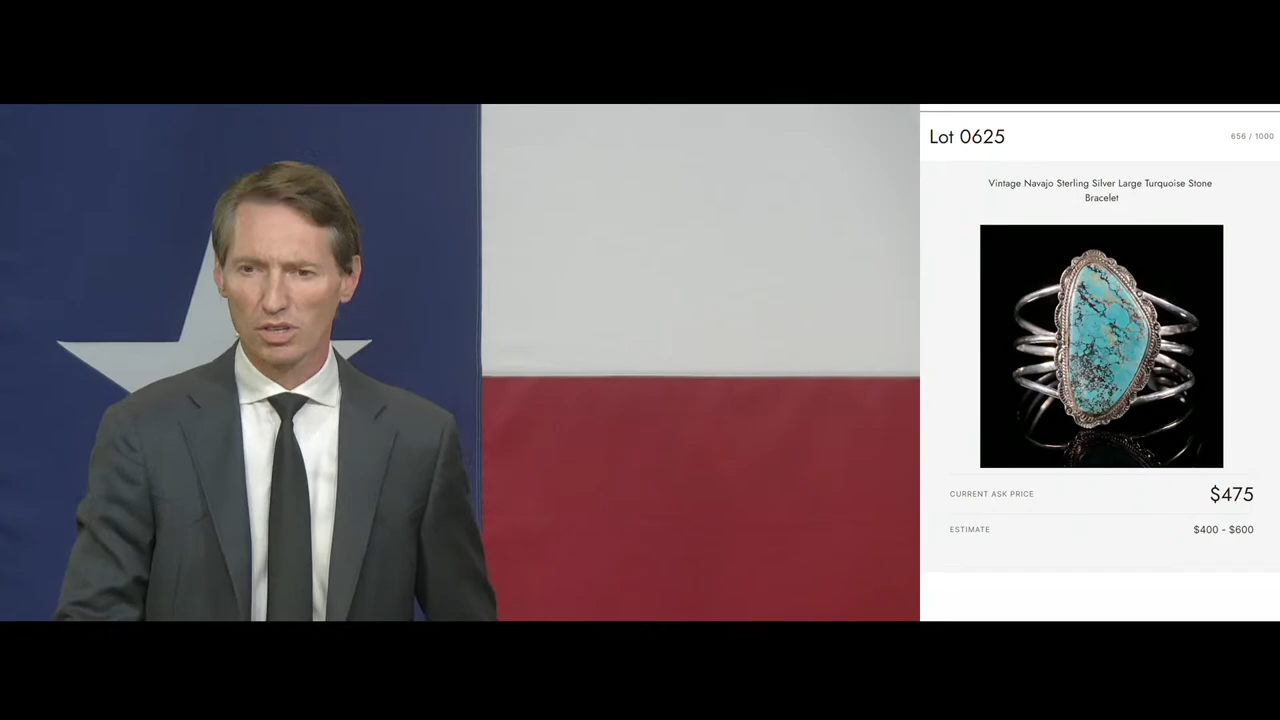 Lot 0625
656 / 1000
Vintage Navajo Sterling Silver Large Turquoise Stone
Bracelet
CURRENT ASK PRICE
$475
ESTIMATE
$400 - $600